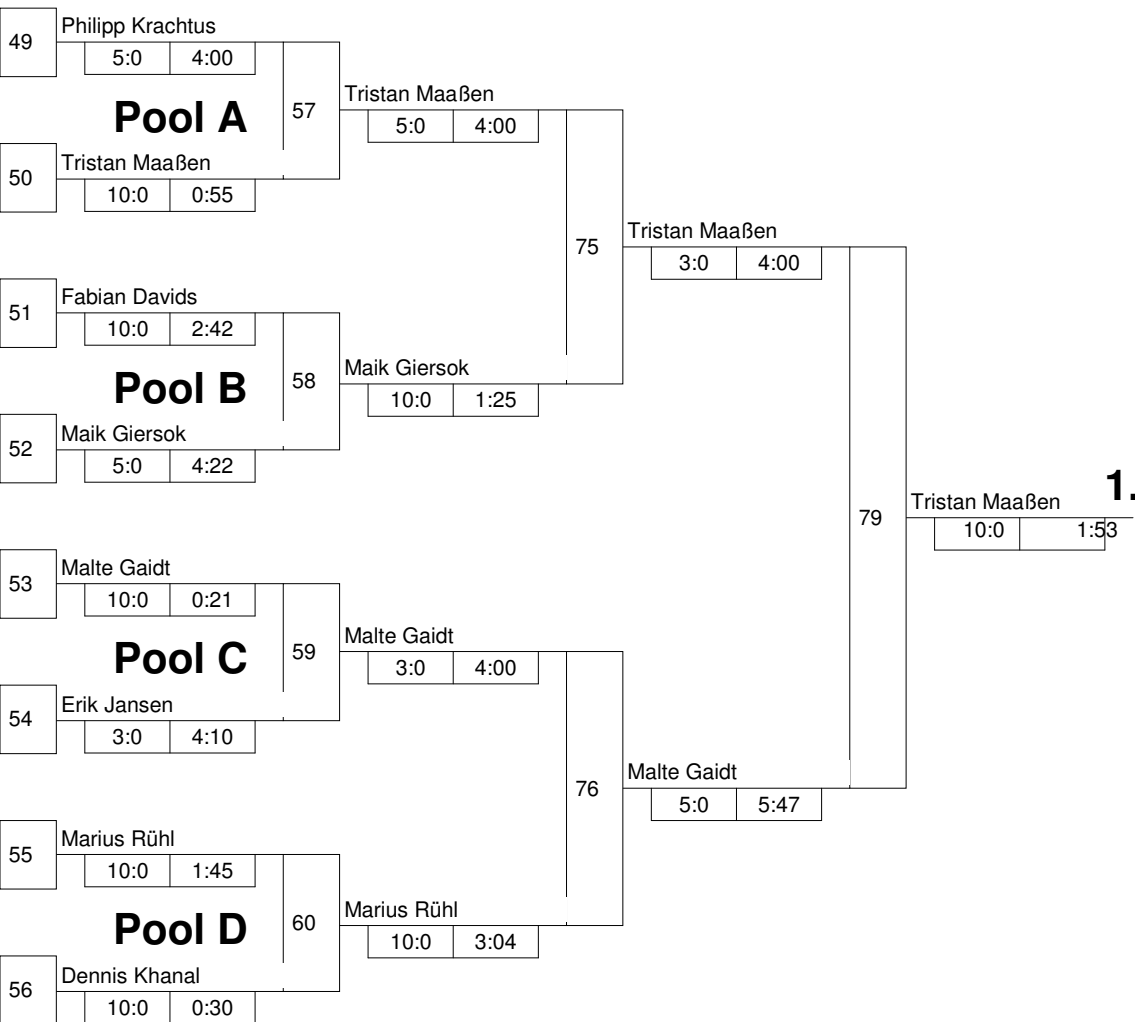 49
Philipp Krachtus
5:0 4:00
Pool A
57
Tristan Maaßen
5:0 4:00
50
Tristan Maaßen
10:0 0:55
75
Tristan Maaßen
3:0 4:00
51
Fabian Davids
10:0 2:42
Pool B
58
Maik Giersok
10:0 1:25
52
Maik Giersok
5:0 4:22
79
Tristan Maaßen 1.
10:0 1:53
53
Malte Gaidt
10:0 0:21
Pool C
59
Malte Gaidt
3:0 4:00
54
Erik Jansen
3:0 4:10
76
Malte Gaidt
5:0 5:47
55
Marius Rühl
10:0 1:45
Pool D
60
Marius Rühl
10:0 3:04
56
Dennis Khanal
10:0 0:30